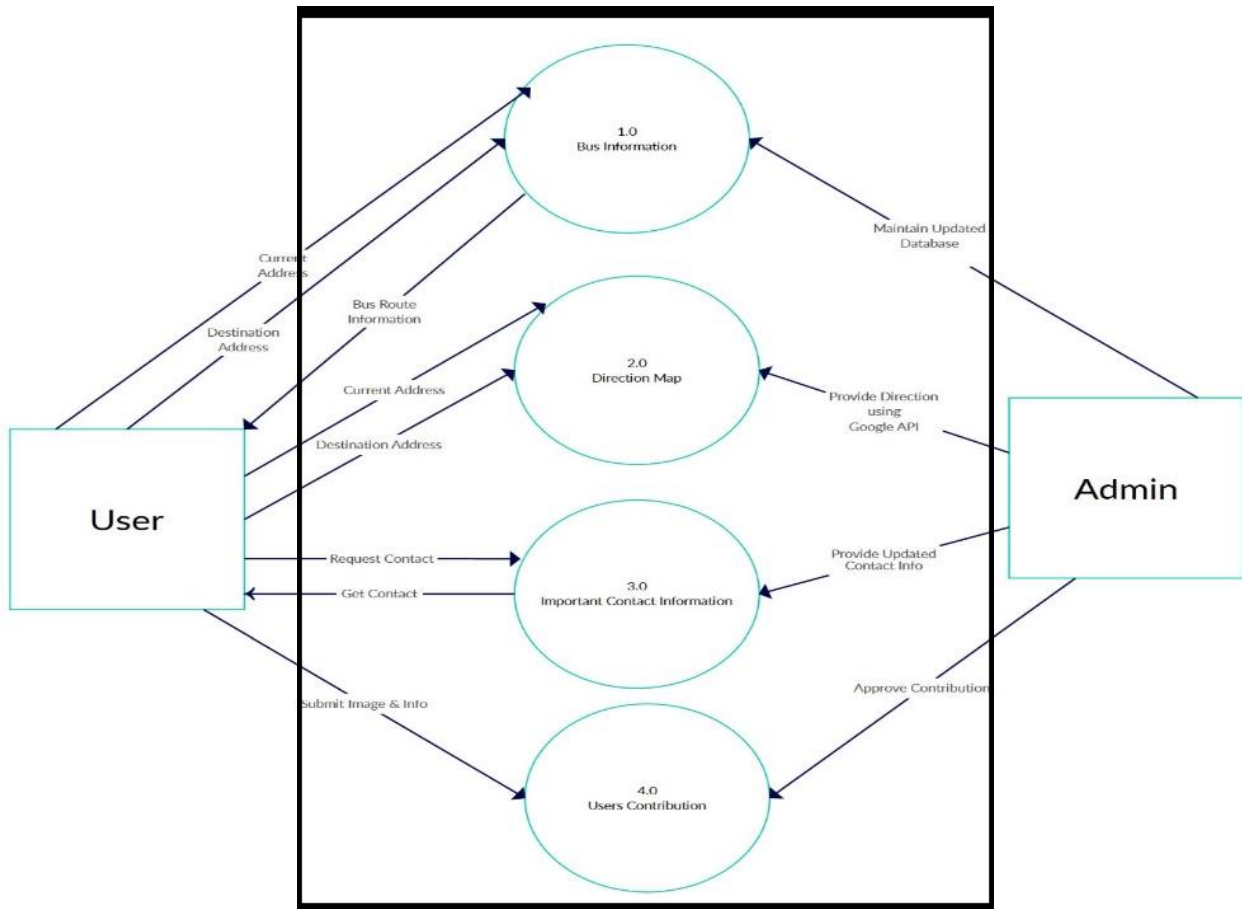 1.0
Bus Information
Maintain Updated
Database
Current
Address
Bus Route
Information
Destination
Address
2.0
Direction Map
Current Address
Provide Direction
using
Google API
Destination Address
User
Admin
Request Contact
Provide Updated
Contact Info
Get Contact
3.0
Important Contact Information
Submit Image & Info
Approve Contribution
4.0
Users Contribution